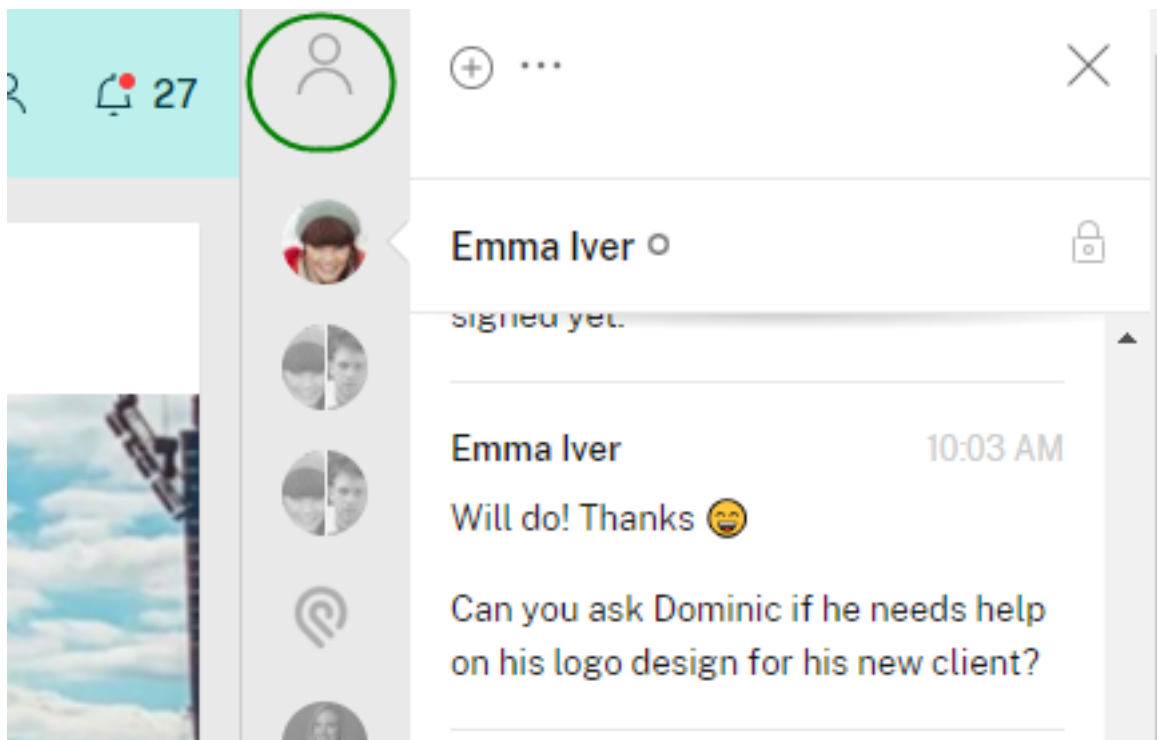 27
Emma Iver
signed yet.
Emma Iver 10:03 AM
Will do! Thanks 😄
Can you ask Dominic if he needs help
on his logo design for his new client?